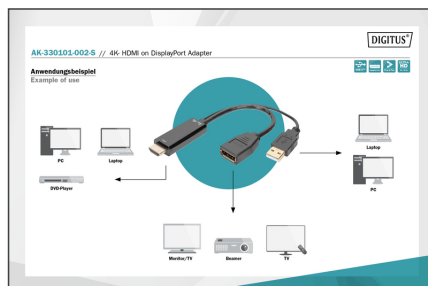 DIGITUS®
AK-330101-002-S // 4K- HDMI on DisplayPort Adapter
Anwendungsbeispiel
Example of use
PC
Laptop
DVD-Player
Laptop
PC
Monitor/TV
Beamer
TV